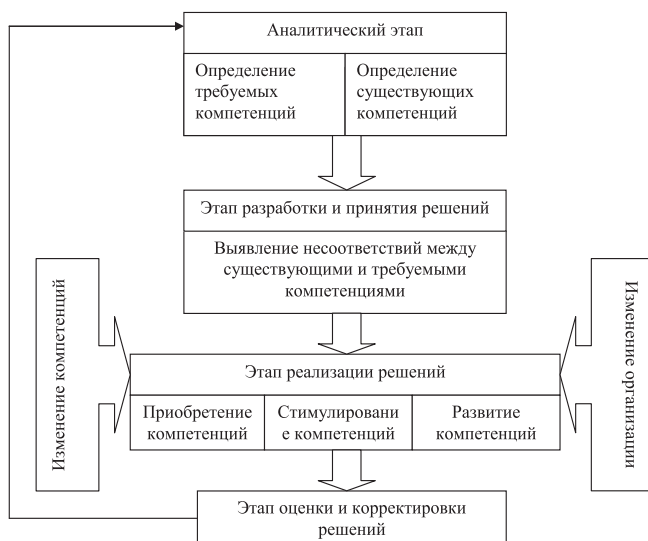 Аналитический этап
Определение
требуемых
компетенций
Определение
существующих
компетенций
Этап разработки и принятия решений
Выявление несоответствий между
существующими и требуемыми
компетенциями
Изменение компетенций
Изменение организации
Этап реализации решений
Приобретение
компетенций
Стимулировани
е компетенций
Развитие
компетенций
Этап оценки и корректировки
решений